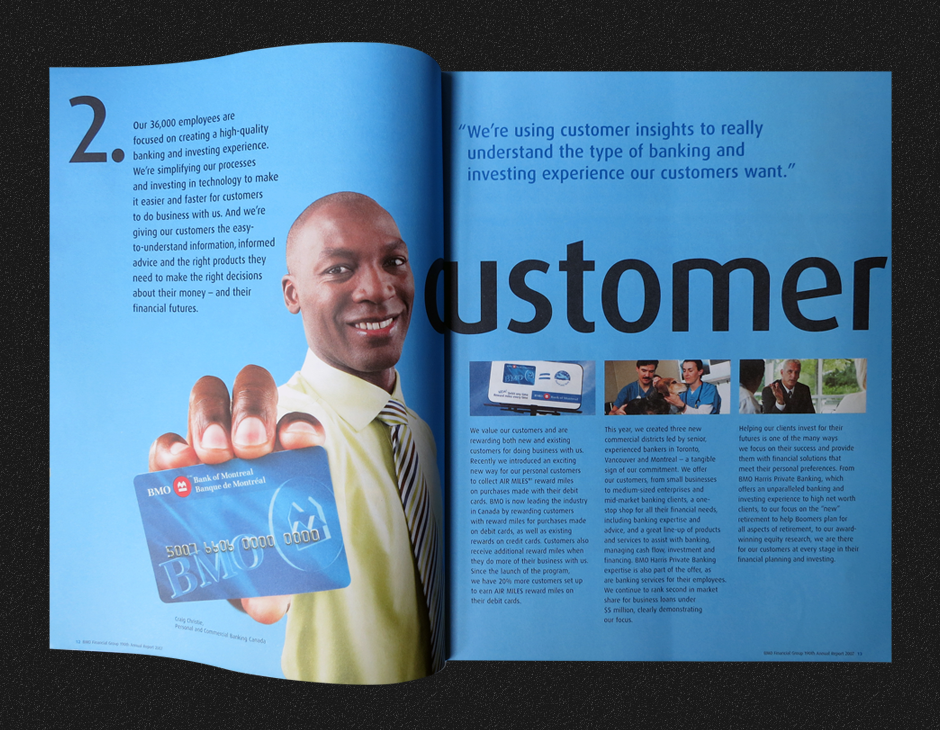 2.
Our 36,000 employees are
focused on creating a high-quality
banking and investing experience.
We're simplifying our processes
and investing in technology to make
it easier and faster for customers
to do business with us. And we're
giving our customers the easy-
to-understand information, informed
advice and the right products they
need to make the right decisions
about their money – and their
financial futures.
BMO Bank of Montreal
Banque de Montréal
5007 6606 0000 0000
BMO
Craig Christie,
Personal and Commercial Banking Canada
BMO Financial Group Annual Report 2007
"We're using customer insights to really
understand the type of banking and
investing experience our customers want."
customer
We value our customers and are
rewarding both new and existing
customers for doing business with us.
Recently we introduced an exciting
new way for our personal customers
to collect AIR MILES reward miles
on purchases made with their debit
cards. BMO is now leading the industry
in Canada by rewarding customers
with reward miles for purchases made
on debit cards, as well as existing
rewards on credit cards. Customers also
receive additional reward miles when
they do more of their business with us.
Since the launch of the program,
we have 20% more customers set up
to earn AIR MILES reward miles on
their debit cards.
This year, we created three new
commercial districts led by senior,
experienced bankers in Toronto,
Vancouver and Montreal – a tangible
sign of our commitment. We offer
our customers, from small businesses
to medium-sized enterprises and
mid-market banking clients, a one-
stop shop for all their financial needs,
including banking expertise and
advice, and a great line-up of products
and services to assist with banking,
managing cash flow, investment and
financing. BMO Harris Private Banking
expertise is also part of the offer, as
are banking services for their employees.
We continue to rank second in market
share for business loans under
$5 million, clearly demonstrating
our focus.
Helping our clients invest for their
futures is one of the many ways
we focus on their success and provide
them with financial solutions that
meet their personal preferences. From
BMO Harris Private Banking, which
offers an unparalleled banking and
investing experience to high net worth
clients, to our focus on the "new"
retirement to help Boomers plan for
all aspects of retirement, to our award-
winning equity research, we are there
for our customers at every stage in their
financial planning and investing.
BMO Financial Group Annual Report 2007